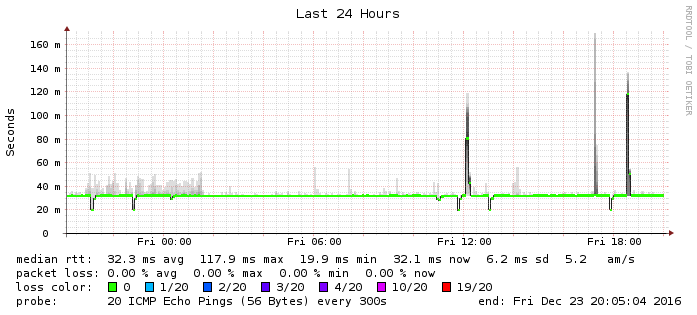 Last 24 Hours
RRDTOOL / TOBI OETIKER
Seconds
160 m
140 m
120 m
100 m
80 m
60 m
40 m
20 m
0
Fri 00:00 Fri 06:00 Fri 12:00 Fri 18:00
median rtt: 32.3 ms avg 117.9 ms max 19.9 ms min 32.1 ms now 6.2 ms sd 5.2 am/s
packet loss: 0.00 % avg 0.00 % max 0.00 % min 0.00 % now
loss color: 0 1/20 2/20 3/20 4/20 10/20 19/20
probe: 20 ICMP Echo Pings (56 Bytes) every 300s end: Fri Dec 23 20:05:04 2016